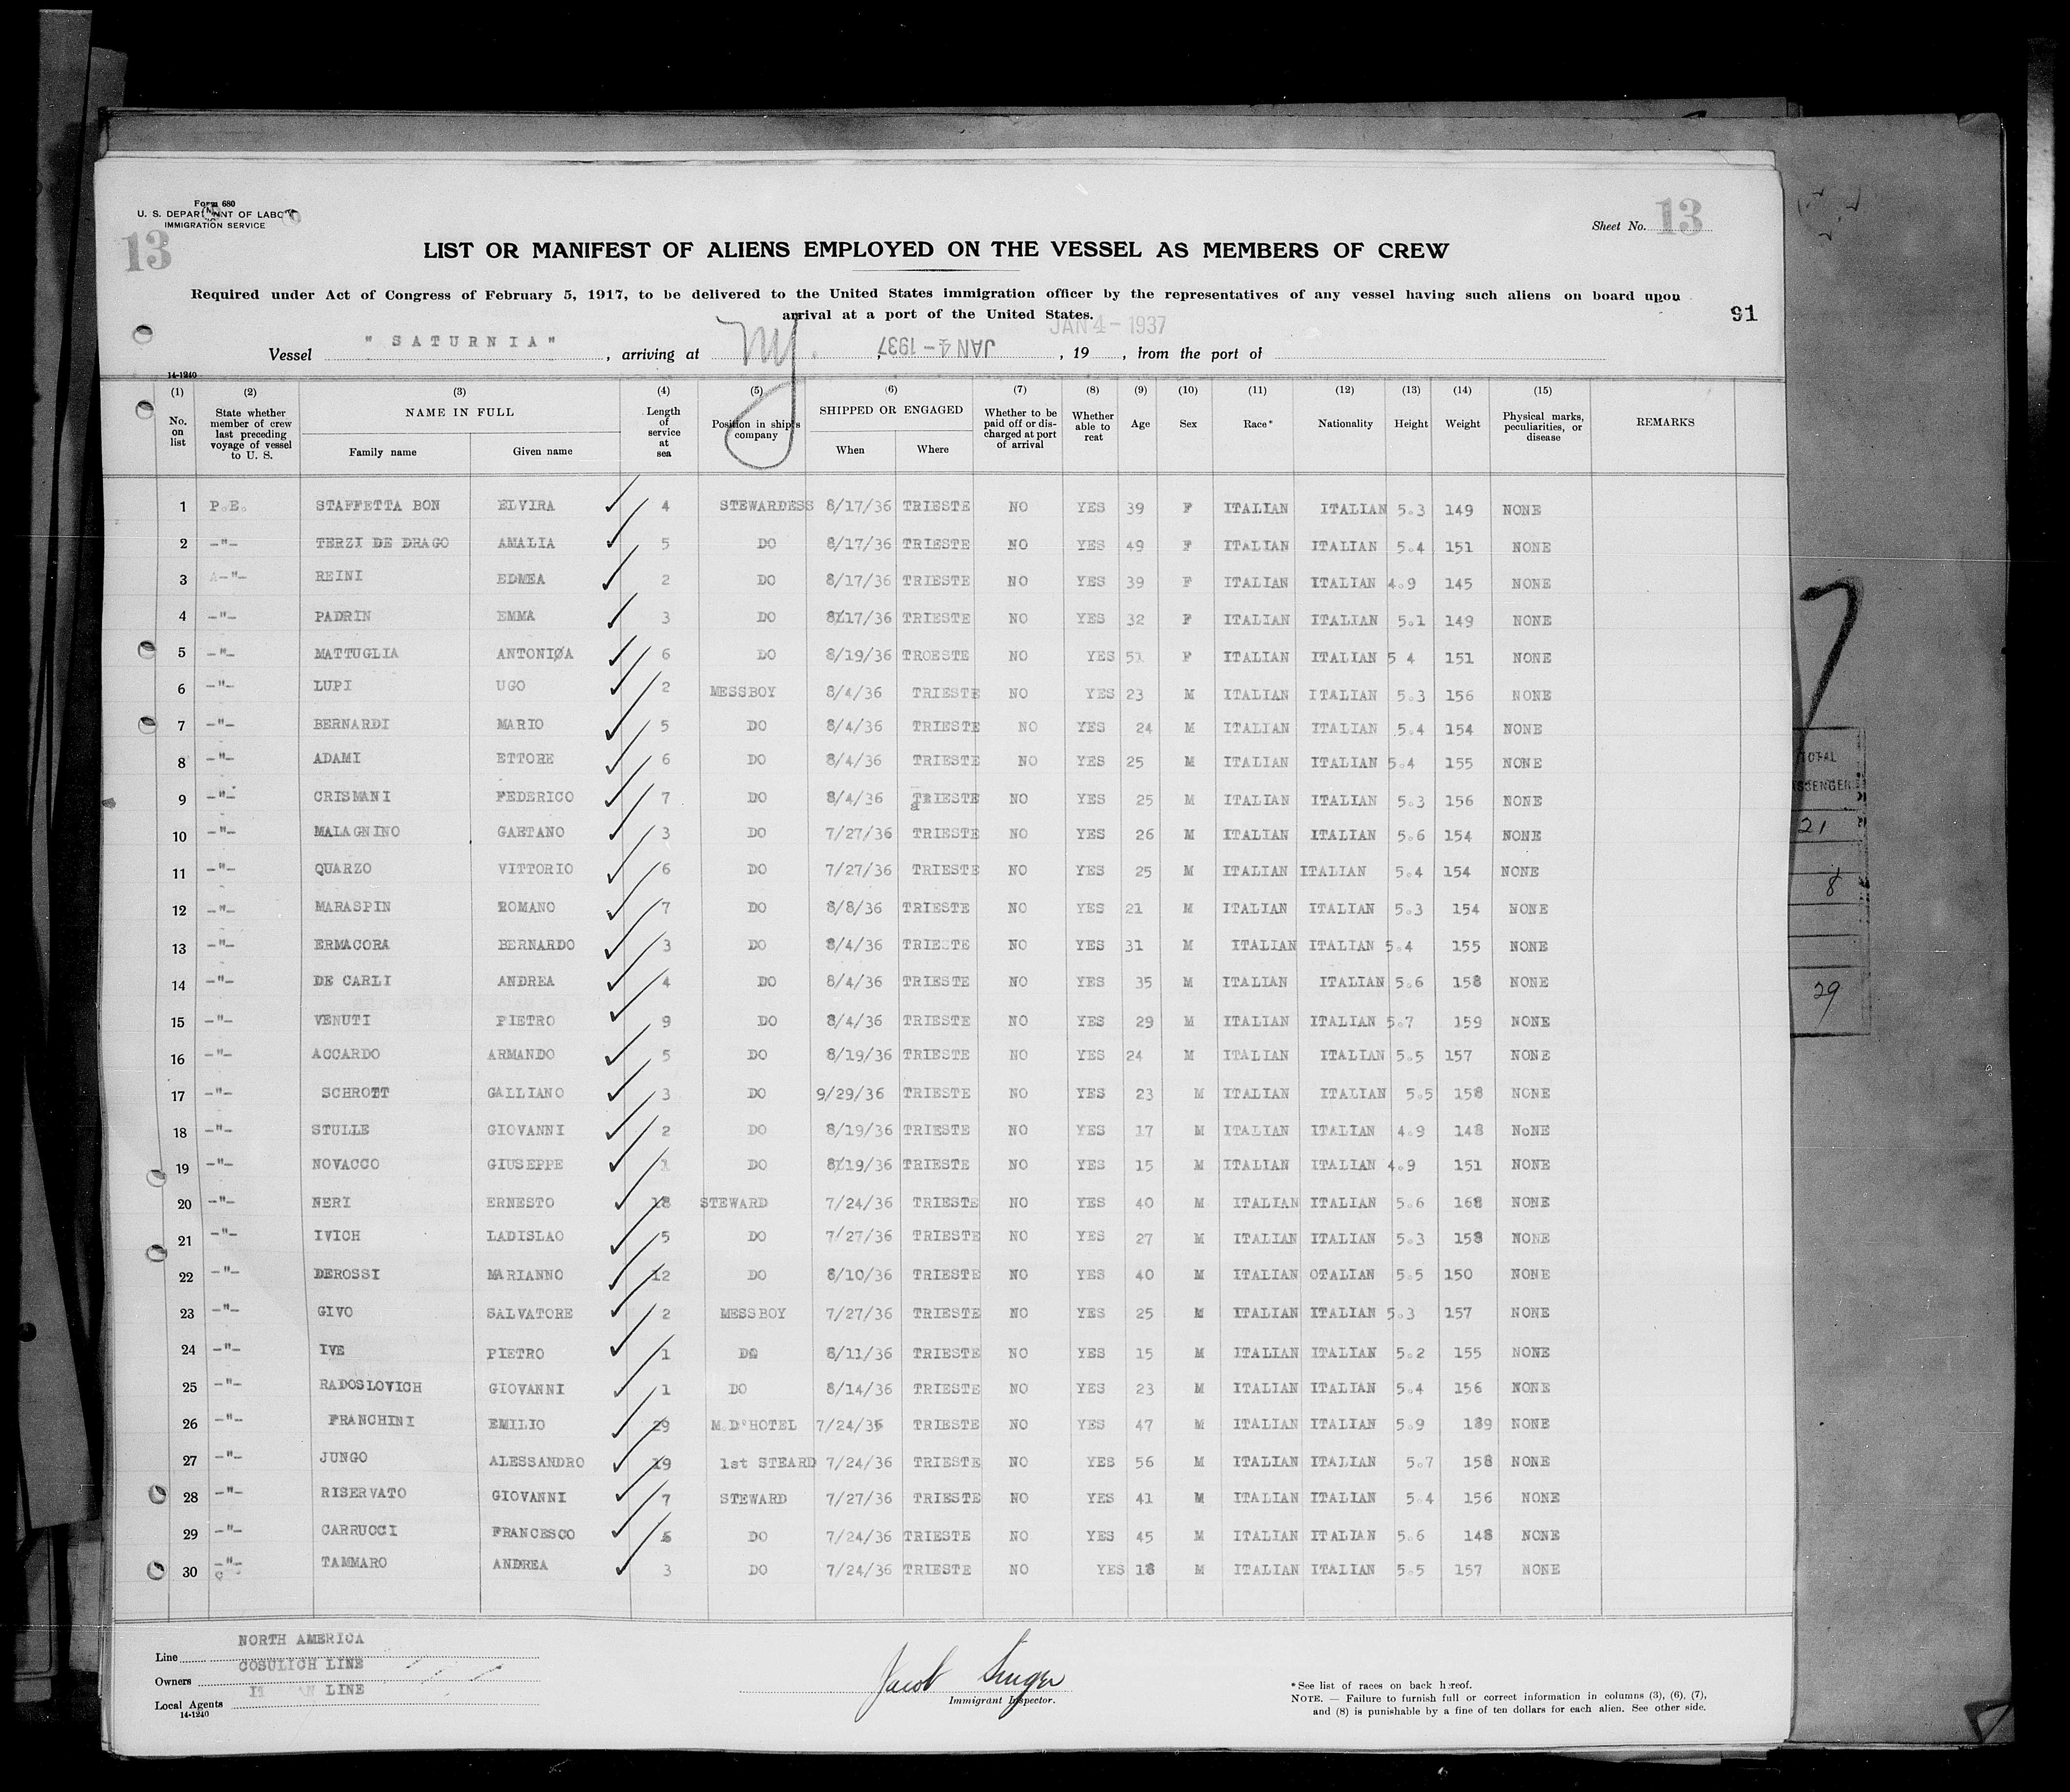 Form 680
U. S. DEPARTMENT OF LABOR
IMMIGRATION SERVICE
13
Sheet No. 13
LIST OR MANIFEST OF ALIENS EMPLOYED ON THE VESSEL AS MEMBERS OF CREW
Required under Act of Congress of February 5, 1917, to be delivered to the United States immigration officer by the representatives of any vessel having such aliens on board upon
arrival at a port of the United States.
91
JAN 4 - 1937
Vessel " SATURNIA " , arriving at NY. , JAN 4 - 1937 , 19 , from the port of
14-1240
(1) (2) (3) (4) (5) (6) (7) (8) (9) (10) (11) (12) (13) (14) (15)
No. on list | State whether member of crew last preceding voyage of vessel to U. S. | NAME IN FULL | Family name | Given name | Length of service at sea | Position in ship's company | SHIPPED OR ENGAGED | When | Where | Whether to be paid off or discharged at port of arrival | Whether able to reat | Age | Sex | Race* | Nationality | Height | Weight | Physical marks, peculiarities, or disease | REMARKS
1 P.E. STAFFETTA BON ELVIRA 4 STEWARDESS 8/17/36 TRIESTE NO YES 39 F ITALIAN ITALIAN 5.3 149 NONE
2 -"- TERZI DE DRAGO AMALIA 5 DO 8/17/36 TRIESTE NO YES 49 F ITALIAN ITALIAN 5.4 151 NONE
3 -"- REINI EDMEA 2 DO 8/17/36 TRIESTE NO YES 39 F ITALIAN ITALIAN 4.9 145 NONE
4 -"- PADRIN EMMA 3 DO 8/17/36 TRIESTE NO YES 32 F ITALIAN ITALIAN 5.1 149 NONE
5 -"- MATTUGLIA ANTONIA 6 DO 8/19/36 TROESTE NO YES 51 F ITALIAN ITALIAN 5 4 151 NONE
6 -"- LUPI UGO 2 MESSBOY 8/4/36 TRIESTE NO YES 23 M ITALIAN ITALIAN 5.3 156 NONE
7 -"- BERNARDI MARIO 5 DO 8/4/36 TRIESTE NO YES 24 M ITALIAN ITALIAN 5.4 154 NONE
8 -"- ADAMI ETTORE 6 DO 8/4/36 TRIESTE NO YES 25 M ITALIAN ITALIAN 5.4 155 NONE
9 -"- CRISMANI FEDERICO 7 DO 8/4/36 TRIESTE NO YES 25 M ITALIAN ITALIAN 5.3 156 NONE
10 -"- MALAGNINO GAETANO 3 DO 7/27/36 TRIESTE NO YES 26 M ITALIAN ITALIAN 5.6 154 NONE
11 -"- QUARZO VITTORIO 6 DO 7/27/36 TRIESTE NO YES 25 M ITALIAN ITALIAN 5.4 154 NONE
12 -"- MARASPIN ROMANO 7 DO 8/8/36 TRIESTE NO YES 21 M ITALIAN ITALIAN 5.3 154 NONE
13 -"- ERMACORA BERNARDO 3 DO 8/4/36 TRIESTE NO YES 31 M ITALIAN ITALIAN 5.4 155 NONE
14 -"- DE CARLI ANDREA 4 DO 8/4/36 TRIESTE NO YES 35 M ITALIAN ITALIAN 5.6 158 NONE
15 -"- VENUTI PIETRO 9 DO 8/4/36 TRIESTE NO YES 29 M ITALIAN ITALIAN 5.7 159 NONE
16 -"- ACCARDO ARMANDO 5 DO 8/19/36 TRIESTE NO YES 24 M ITALIAN ITALIAN 5.5 157 NONE
17 -"- SCHROTT GALLIANO 3 DO 9/29/36 TRIESTE NO YES 23 M ITALIAN ITALIAN 5.5 158 NONE
18 -"- STULLE GIOVANNI 2 DO 8/19/36 TRIESTE NO YES 17 M ITALIAN ITALIAN 4.9 148 NoNE
19 -"- NOVACCO GIUSEPPE 1 DO 8/19/36 TRIESTE NO YES 15 M ITALIAN ITALIAN 4.9 151 NONE
20 -"- NERI ERNESTO 18 STEWARD 7/24/36 TRIESTE NO YES 40 M ITALIAN ITALIAN 5.6 168 NONE
21 -"- IVICH LADISLAO 5 DO 7/27/36 TRIESTE NO YES 27 M ITALIAN ITALIAN 5.3 158 NONE
22 -"- DEROSSI MARIANNO 12 DO 8/10/36 TRIESTE NO YES 40 M ITALIAN OTALIAN 5.5 150 NONE
23 -"- GIVO SALVATORE 2 MESSBOY 7/27/36 TRIESTE NO YES 25 M ITALIAN ITALIAN 5.3 157 NONE
24 -"- IVE PIETRO 1 DO 8/11/36 TRIESTE NO YES 15 M ITALIAN ITALIAN 5.2 155 NONE
25 -"- RADOSLOVICH GIOVANNI 1 DO 8/14/36 TRIESTE NO YES 23 M ITALIAN ITALIAN 5.4 156 NONE
26 -"- FRANCHINI EMILIO 29 M.D'HOTEL 7/24/36 TRIESTE NO YES 47 M ITALIAN ITALIAN 5.9 189 NONE
27 -"- JUNGO ALESSANDRO 19 1st STEARD 7/24/36 TRIESTE NO YES 56 M ITALIAN ITALIAN 5.7 158 NONE
28 -"- RISERVATO GIOVANNI 7 STEWARD 7/27/36 TRIESTE NO YES 41 M ITALIAN ITALIAN 5.4 156 NONE
29 -"- CARRUCCI FRANCESCO 6 DO 7/24/36 TRIESTE NO YES 45 M ITALIAN ITALIAN 5.6 148 NONE
30 -"- TAMMARO ANDREA 3 DO 7/24/36 TRIESTE NO YES 18 M ITALIAN ITALIAN 5.5 157 NONE
TOTAL
21
8
29
Line NORTH AMERICA
Owners COSULICH LINE
Local Agents LINE
14-1240
Jacob Singer
Immigrant Inspector.
*See list of races on back hereof.
NOTE. — Failure to furnish full or correct information in columns (3), (6), (7),
and (8) is punishable by a fine of ten dollars for each alien. See other side.